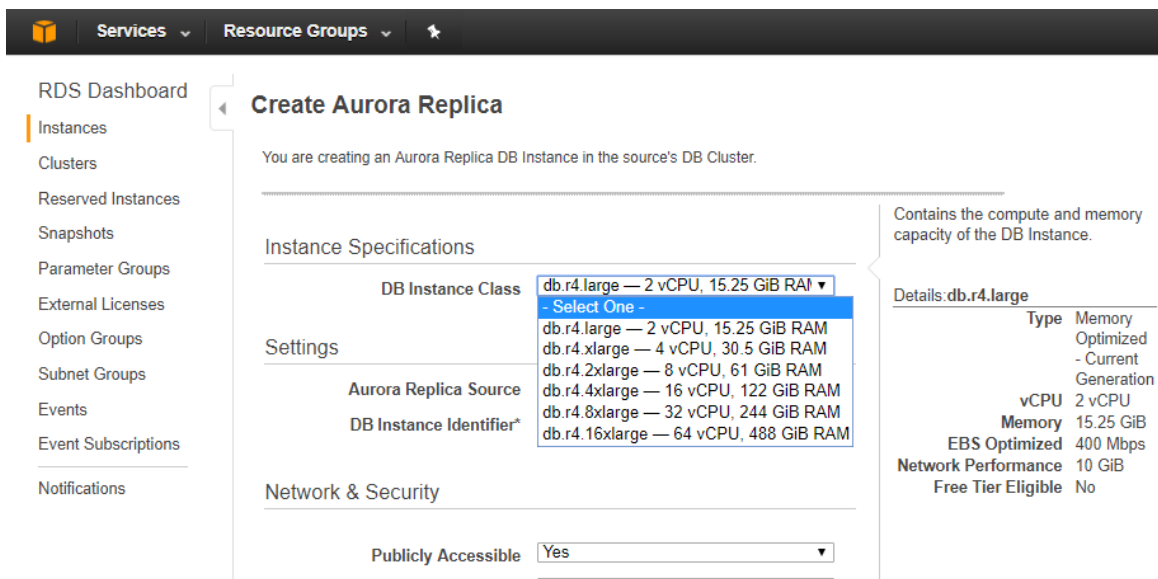 Services
Resource Groups
RDS Dashboard
Instances
Clusters
Reserved Instances
Snapshots
Parameter Groups
External Licenses
Option Groups
Subnet Groups
Events
Event Subscriptions
Notifications
Create Aurora Replica
You are creating an Aurora Replica DB Instance in the source's DB Cluster.
Instance Specifications
DB Instance Class db.r4.large — 2 vCPU, 15.25 GiB RAM
- Select One -
db.r4.large — 2 vCPU, 15.25 GiB RAM
db.r4.xlarge — 4 vCPU, 30.5 GiB RAM
db.r4.2xlarge — 8 vCPU, 61 GiB RAM
db.r4.4xlarge — 16 vCPU, 122 GiB RAM
db.r4.8xlarge — 32 vCPU, 244 GiB RAM
db.r4.16xlarge — 64 vCPU, 488 GiB RAM
Settings
Aurora Replica Source
DB Instance Identifier*
Network & Security
Publicly Accessible Yes
Contains the compute and memory
capacity of the DB Instance.
Details:db.r4.large
Type Memory
Optimized
- Current
Generation
vCPU 2 vCPU
Memory 15.25 GiB
EBS Optimized 400 Mbps
Network Performance 10 GiB
Free Tier Eligible No